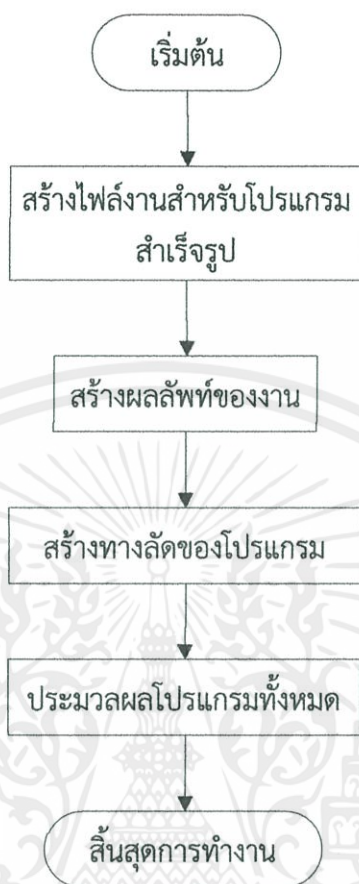 เริ่มต้น
สร้างไฟล์งานสำหรับโปรแกรม
สำเร็จรูป
สร้างผลลัพท์ของงาน
สร้างทางลัดของโปรแกรม
ประมวลผลโปรแกรมทั้งหมด
สิ้นสุดการทำงาน